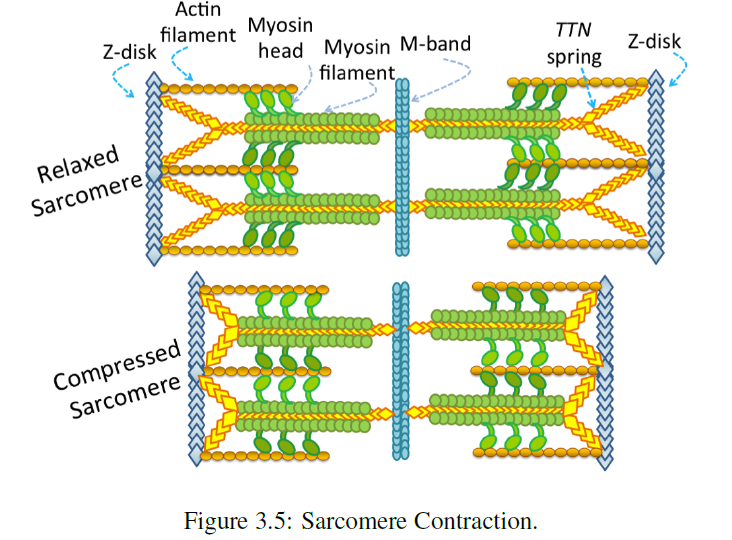 Z-disk
Actin
filament
Myosin
head
Myosin
filament
M-band
TTN
spring
Z-disk
Relaxed
Sarcomere
Compressed
Sarcomere
Figure 3.5: Sarcomere Contraction.